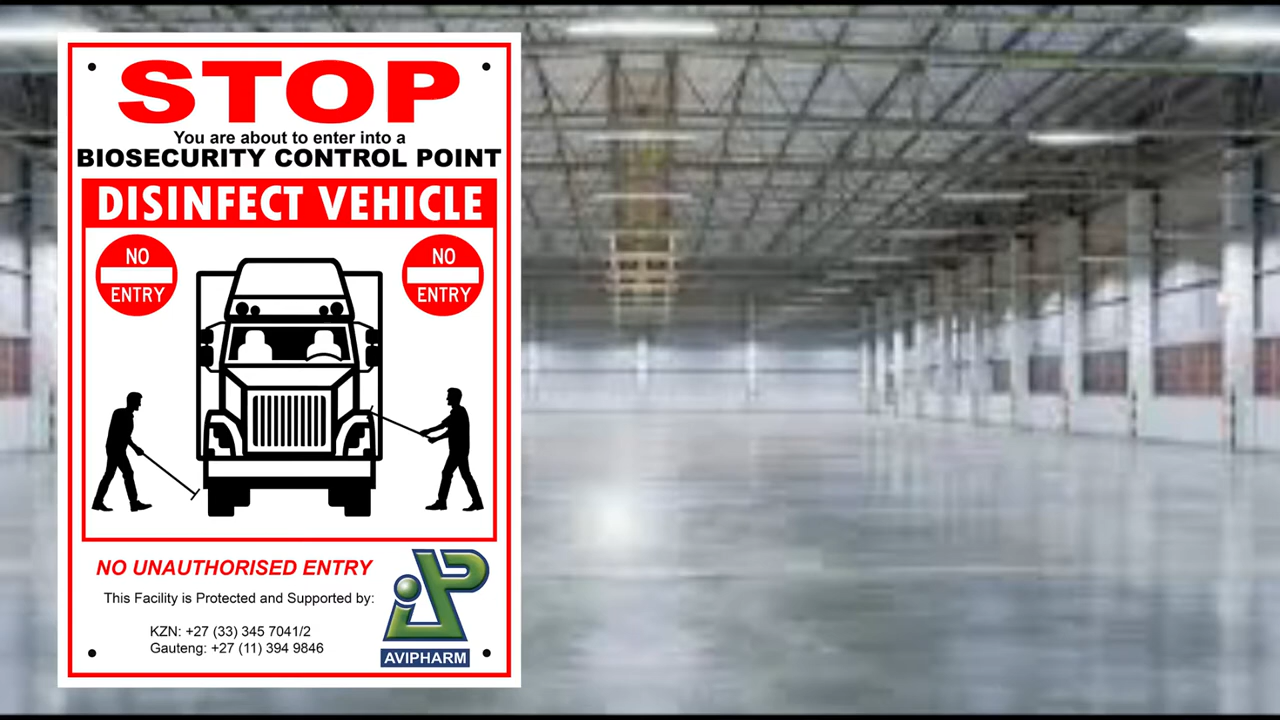 STOP
You are about to enter into a
BIOSECURITY CONTROL POINT
DISINFECT VEHICLE
NO
ENTRY
NO
ENTRY
NO UNAUTHORISED ENTRY
This Facility is Protected and Supported by:
KZN: +27 (33) 345 7041/2
Gauteng: +27 (11) 394 9846
AVIPHARM